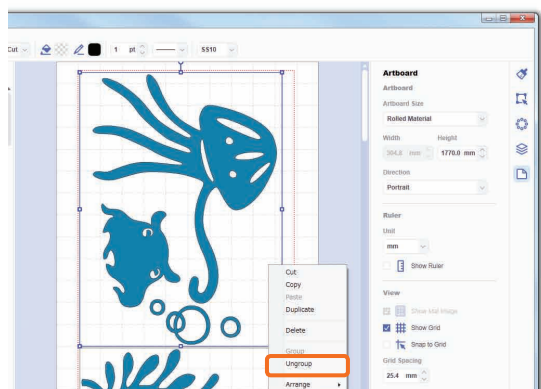 Cut
1 pt
SS10
Artboard
Artboard
Artboard Size
Rolled Material
Width Height
304.8 mm 1770.0 mm
Direction
Portrait
Ruler
Unit
mm
Show Ruler
View
Show Mat Image
Show Grid
Snap to Grid
Grid Spacing
25.4 mm
Cut
Copy
Paste
Duplicate
Delete
Group
Ungroup
Arrange